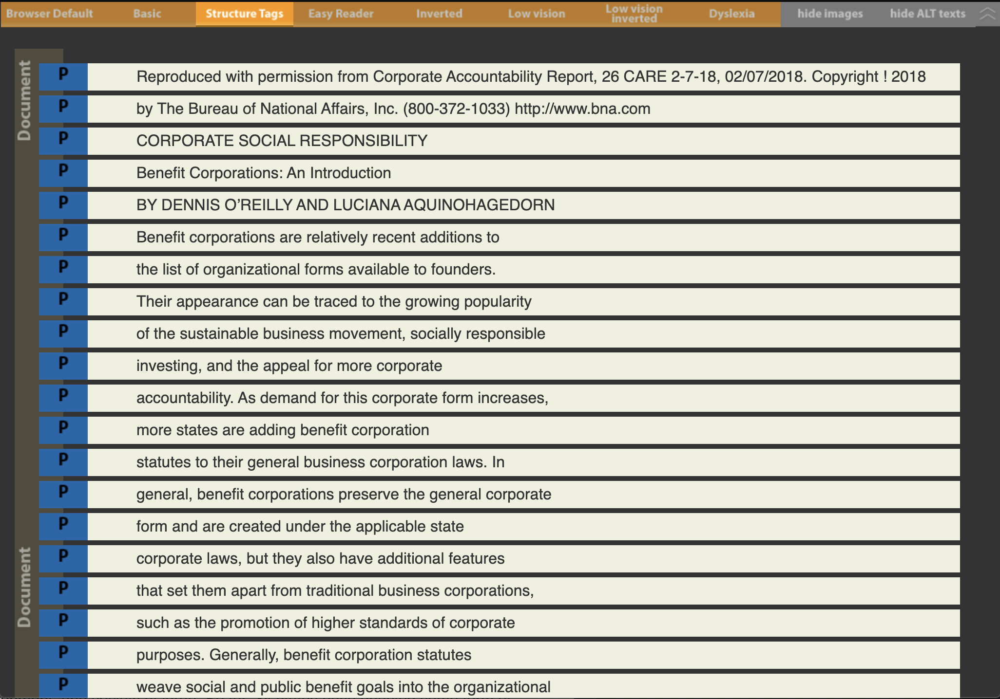 Browser Default Basic Structure Tags Easy Reader Inverted Low vision Low vision inverted Dyslexia hide images hide ALT texts
Document
P Reproduced with permission from Corporate Accountability Report, 26 CARE 2-7-18, 02/07/2018. Copyright ! 2018
P by The Bureau of National Affairs, Inc. (800-372-1033) http://www.bna.com
P CORPORATE SOCIAL RESPONSIBILITY
P Benefit Corporations: An Introduction
P BY DENNIS O’REILLY AND LUCIANA AQUINOHAGEDORN
P Benefit corporations are relatively recent additions to
P the list of organizational forms available to founders.
P Their appearance can be traced to the growing popularity
P of the sustainable business movement, socially responsible
P investing, and the appeal for more corporate
P accountability. As demand for this corporate form increases,
P more states are adding benefit corporation
P statutes to their general business corporation laws. In
P general, benefit corporations preserve the general corporate
P form and are created under the applicable state
Document
P corporate laws, but they also have additional features
P that set them apart from traditional business corporations,
P such as the promotion of higher standards of corporate
P purposes. Generally, benefit corporation statutes
P weave social and public benefit goals into the organizational